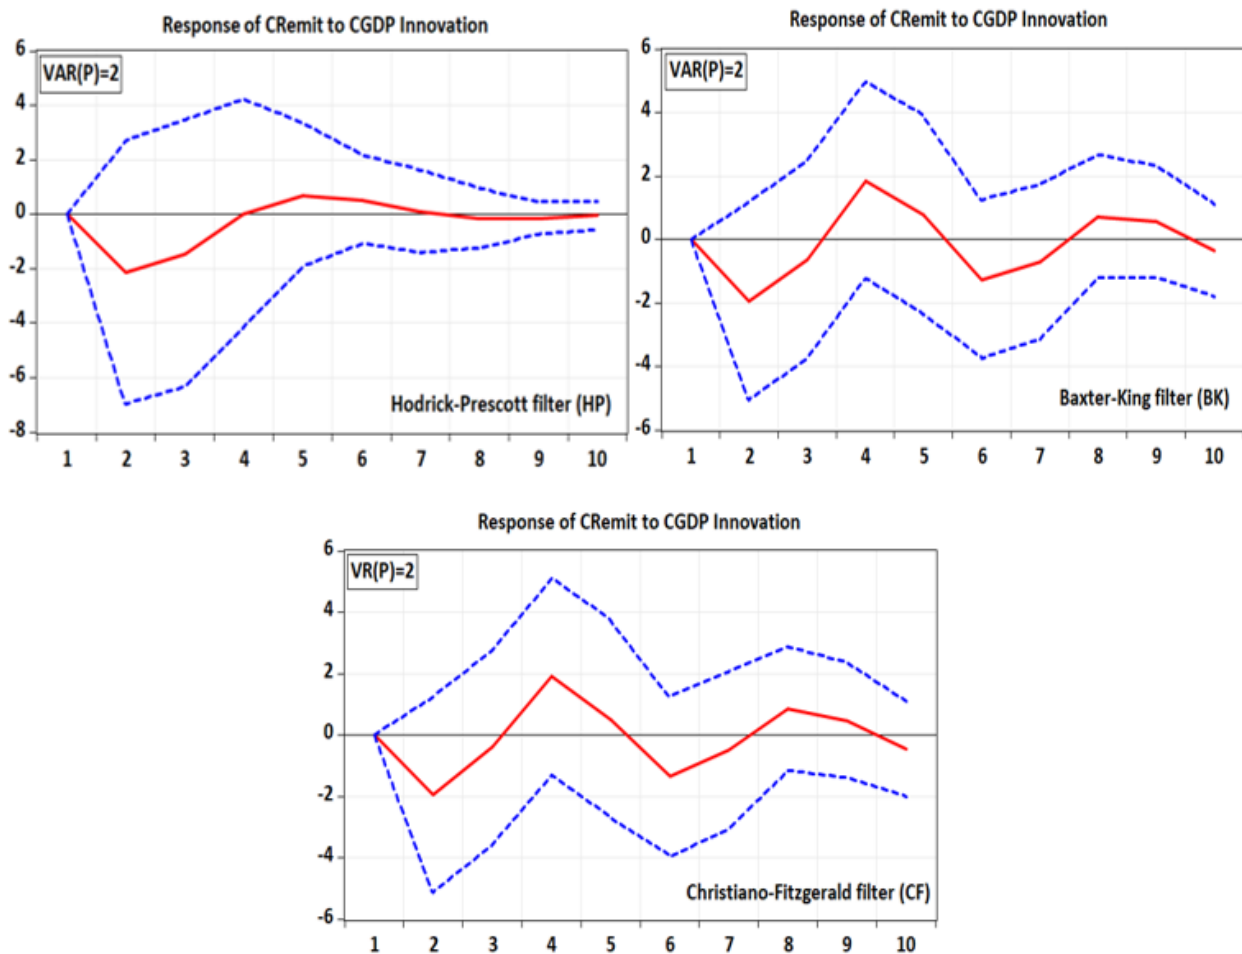 Response of CRemit to CGDP Innovation
6
VAR(P)=2
4
2
0
-2
-4
-6
Hodrick-Prescott filter (HP)
-8
1 2 3 4 5 6 7 8 9 10
Response of CRemit to CGDP Innovation
6
VAR(P)=2
4
2
0
-2
-4
Baxter-King filter (BK)
-6
1 2 3 4 5 6 7 8 9 10
Response of CRemit to CGDP Innovation
6
VR(P)=2
4
2
0
-2
-4
Christiano-Fitzgerald filter (CF)
-6
1 2 3 4 5 6 7 8 9 10